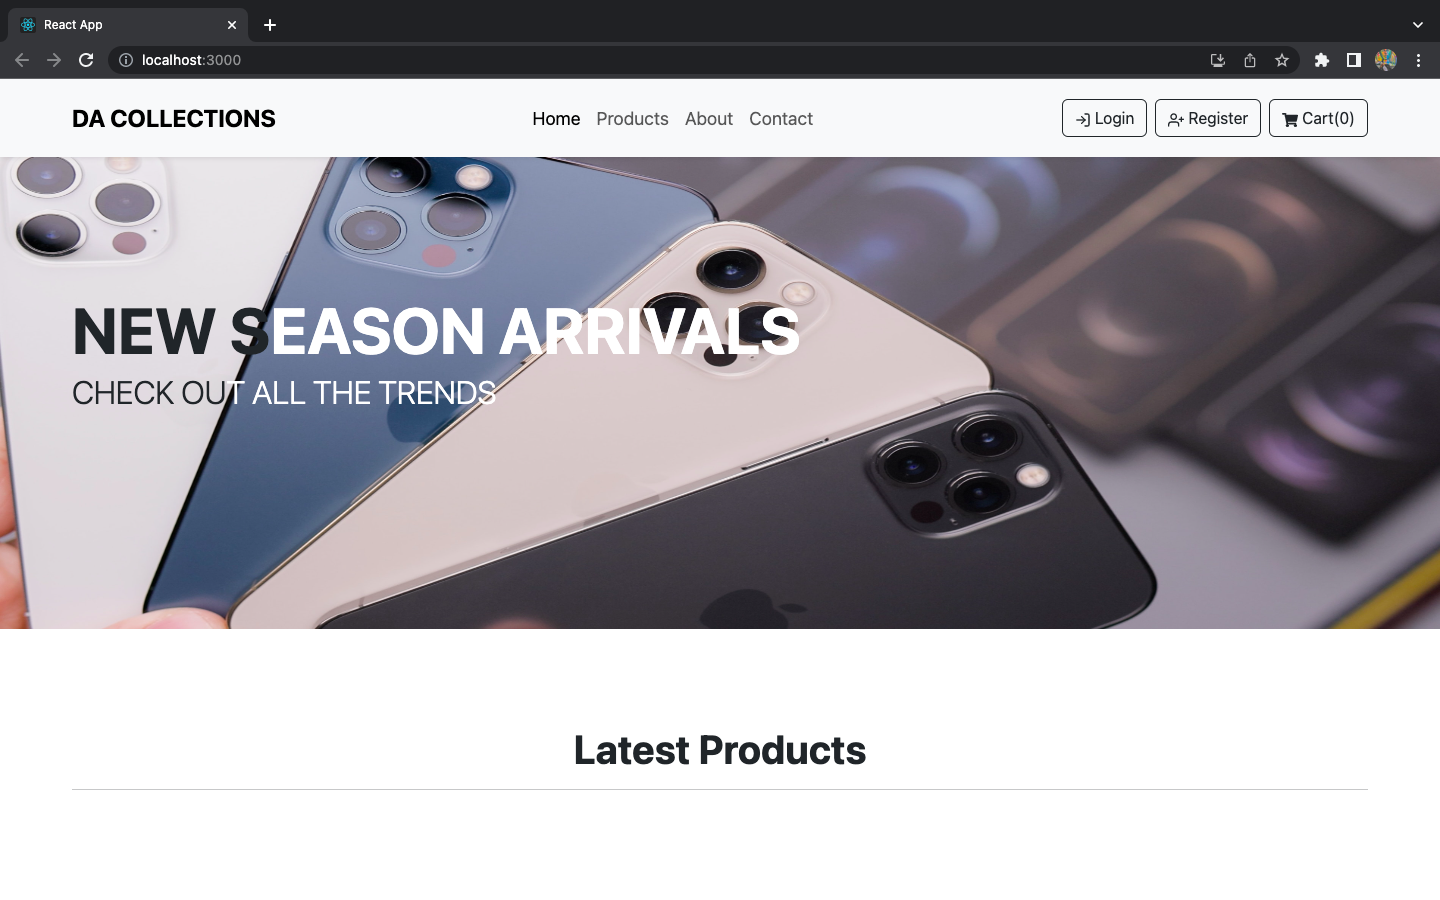 React App
localhost:3000
DA COLLECTIONS
Home Products About Contact
Login Register Cart(0)
NEW SEASON ARRIVALS
CHECK OUT ALL THE TRENDS
Latest Products